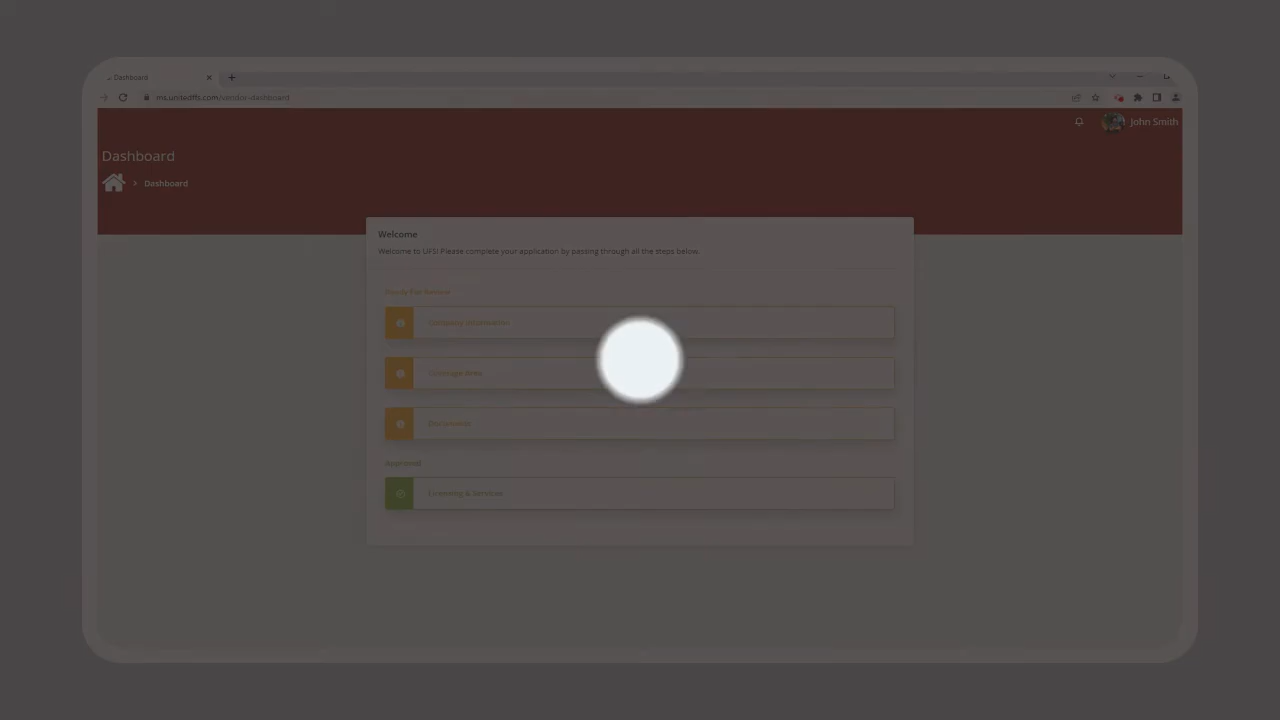 Dashboard
ms.unitedffs.com/vendor-dashboard
John Smith
Dashboard
Dashboard
Welcome
Welcome to UFS! Please complete your application by passing through all the steps below.
Ready For Review
Company Information
Coverage Area
Documents
Approved
Licensing & Services